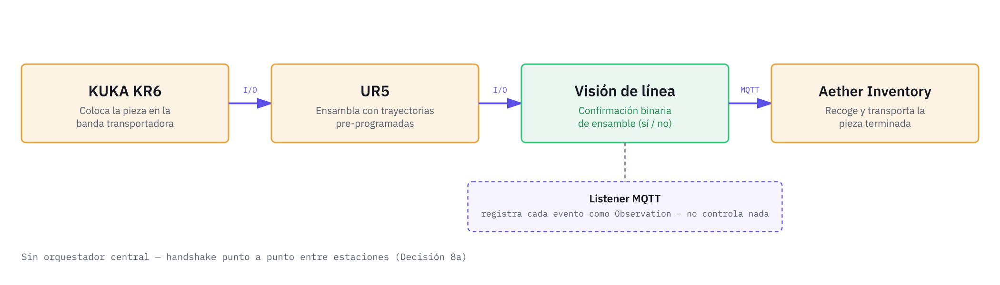 KUKA KR6
Coloca la pieza en la
banda transportadora
I/O
UR5
Ensambla con trayectorias
pre-programadas
I/O
Visión de línea
Confirmación binaria
de ensamble (sí / no)
MQTT
Aether Inventory
Recoge y transporta la
pieza terminada
Listener MQTT
registra cada evento como Observation — no controla nada
Sin orquestador central — handshake punto a punto entre estaciones (Decisión 8a)